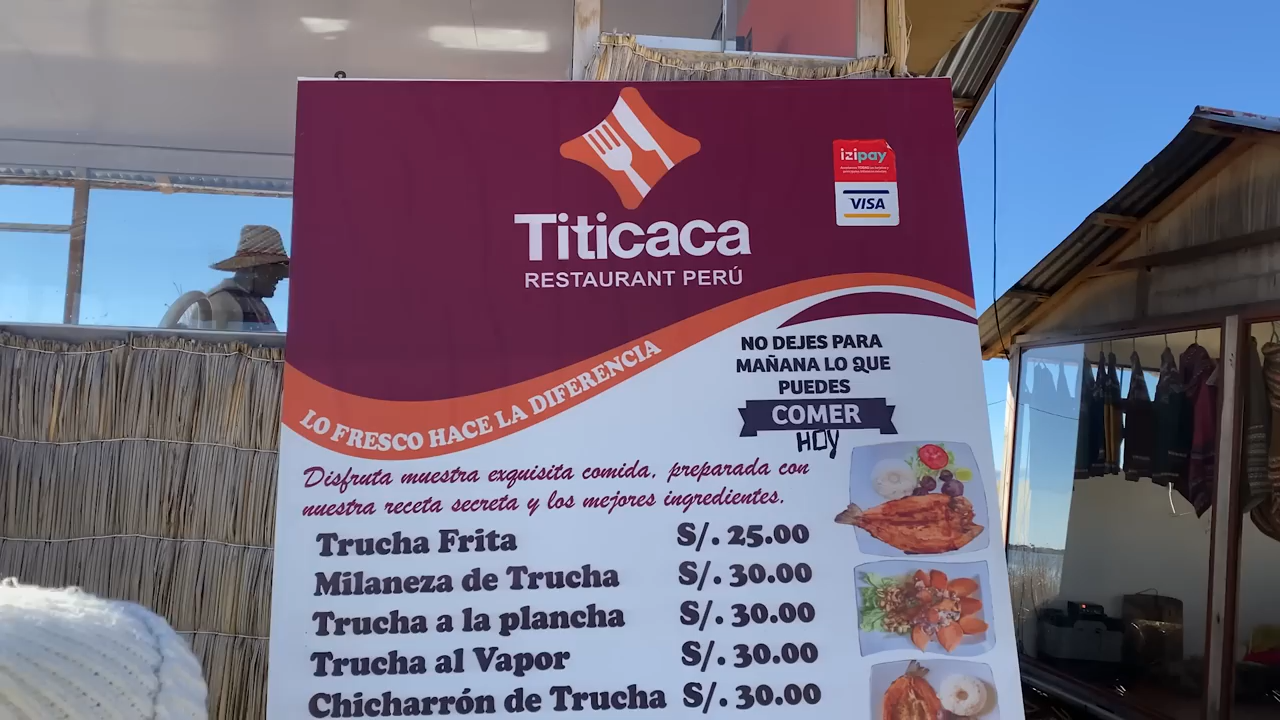 izipay
VISA
Titicaca
RESTAURANT PERÚ
LO FRESCO HACE LA DIFERENCIA
NO DEJES PARA
MAÑANA LO QUE
PUEDES
COMER
HOY
Disfruta muestra exquisita comida, preparada con
nuestra receta secreta y los mejores ingredientes.
Trucha Frita S/. 25.00
Milaneza de Trucha S/. 30.00
Trucha a la plancha S/. 30.00
Trucha al Vapor S/. 30.00
Chicharrón de Trucha S/. 30.00